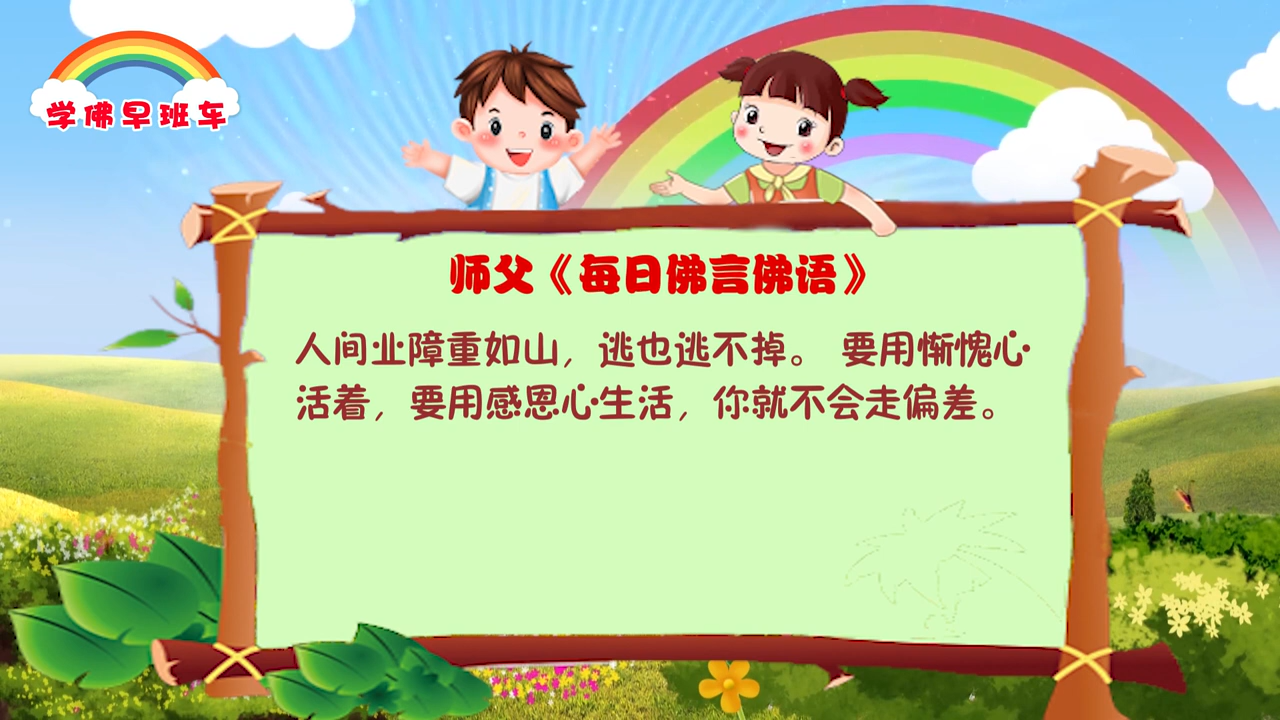 学佛早班车
师父《每日佛言佛语》
人间业障重如山，逃也逃不掉。 要用惭愧心
活着，要用感恩心生活，你就不会走偏差。